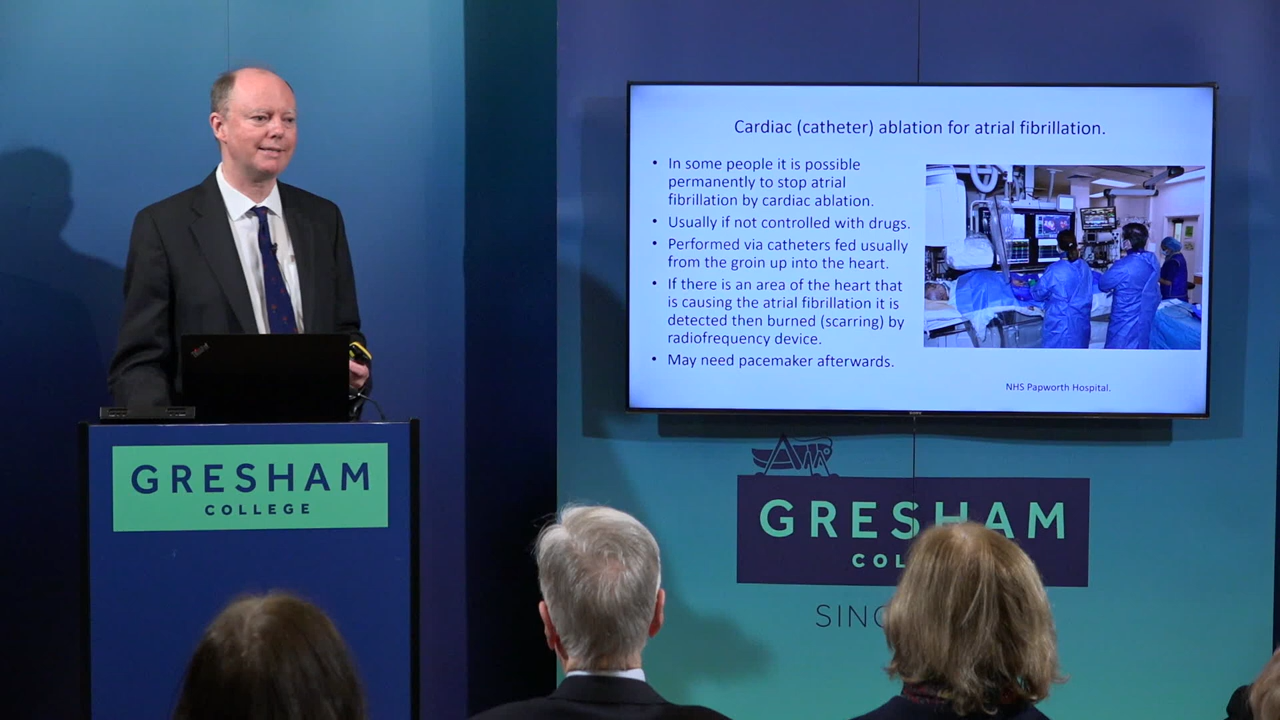 Cardiac (catheter) ablation for atrial fibrillation.
• In some people it is possible
permanently to stop atrial
fibrillation by cardiac ablation.
• Usually if not controlled with drugs.
• Performed via catheters fed usually
from the groin up into the heart.
• If there is an area of the heart that
is causing the atrial fibrillation it is
detected then burned (scarring) by
radiofrequency device.
• May need pacemaker afterwards.
NHS Papworth Hospital.
GRESHAM
COLLEGE
GRESHAM
COL
SINC